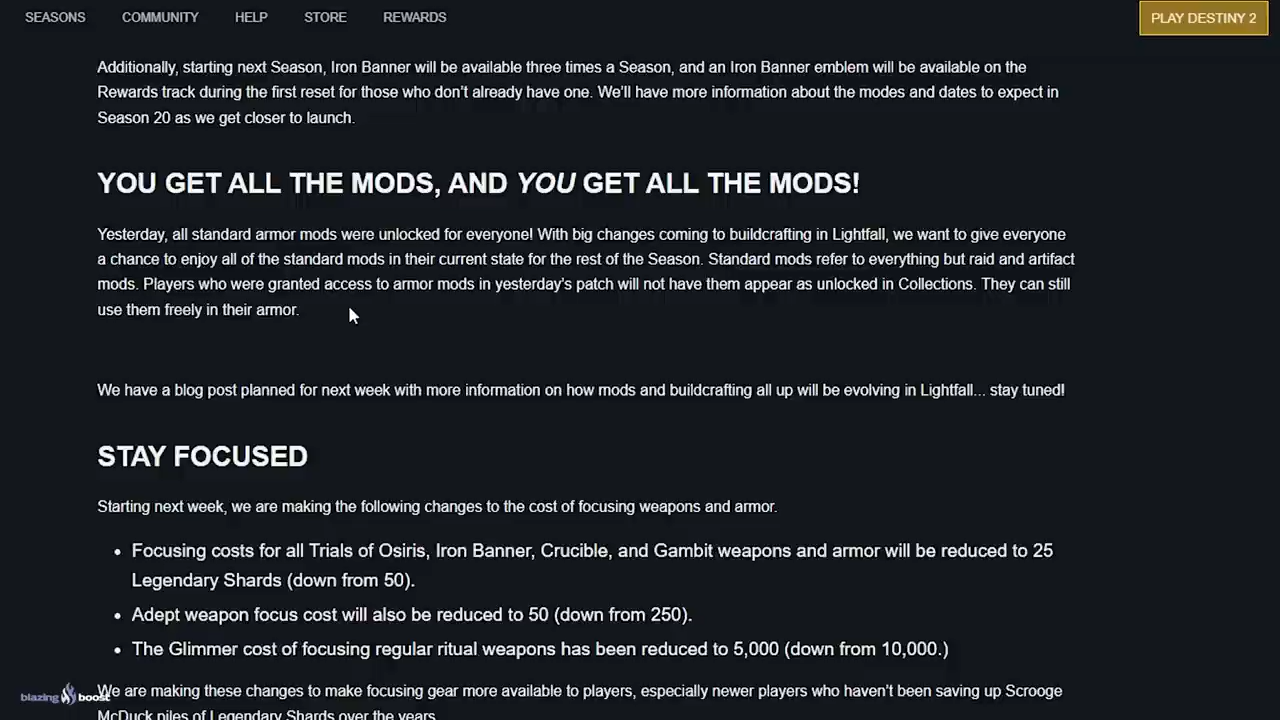 SEASONS COMMUNITY HELP STORE REWARDS PLAY DESTINY 2
Additionally, starting next Season, Iron Banner will be available three times a Season, and an Iron Banner emblem will be available on the
Rewards track during the first reset for those who don't already have one. We'll have more information about the modes and dates to expect in
Season 20 as we get closer to launch.
YOU GET ALL THE MODS, AND YOU GET ALL THE MODS!
Yesterday, all standard armor mods were unlocked for everyone! With big changes coming to buildcrafting in Lightfall, we want to give everyone
a chance to enjoy all of the standard mods in their current state for the rest of the Season. Standard mods refer to everything but raid and artifact
mods. Players who were granted access to armor mods in yesterday's patch will not have them appear as unlocked in Collections. They can still
use them freely in their armor.
We have a blog post planned for next week with more information on how mods and buildcrafting all up will be evolving in Lightfall... stay tuned!
STAY FOCUSED
Starting next week, we are making the following changes to the cost of focusing weapons and armor.
• Focusing costs for all Trials of Osiris, Iron Banner, Crucible, and Gambit weapons and armor will be reduced to 25
Legendary Shards (down from 50).
• Adept weapon focus cost will also be reduced to 50 (down from 250).
• The Glimmer cost of focusing regular ritual weapons has been reduced to 5,000 (down from 10,000.)
We are making these changes to make focusing gear more available to players, especially newer players who haven't been saving up Scrooge
McDuck piles of Legendary Shards over the years.
blazing boost